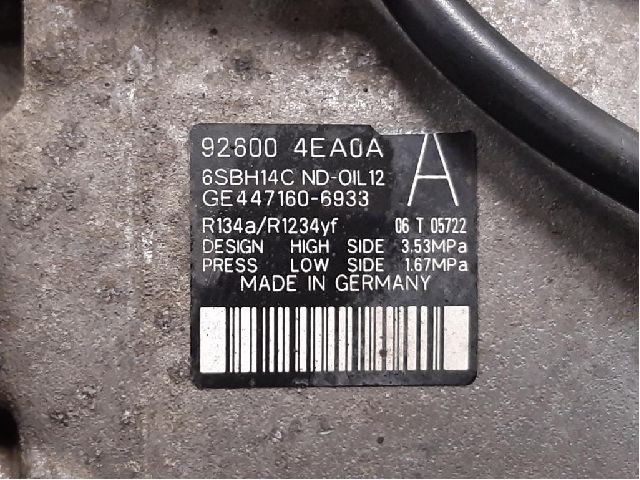 92600 4EA0A A
6SBH14C ND-OIL12
GE447160-6933
R134a/R1234yf 06 T 05722
DESIGN HIGH SIDE 3.53MPa
PRESS LOW SIDE 1.67MPa
MADE IN GERMANY